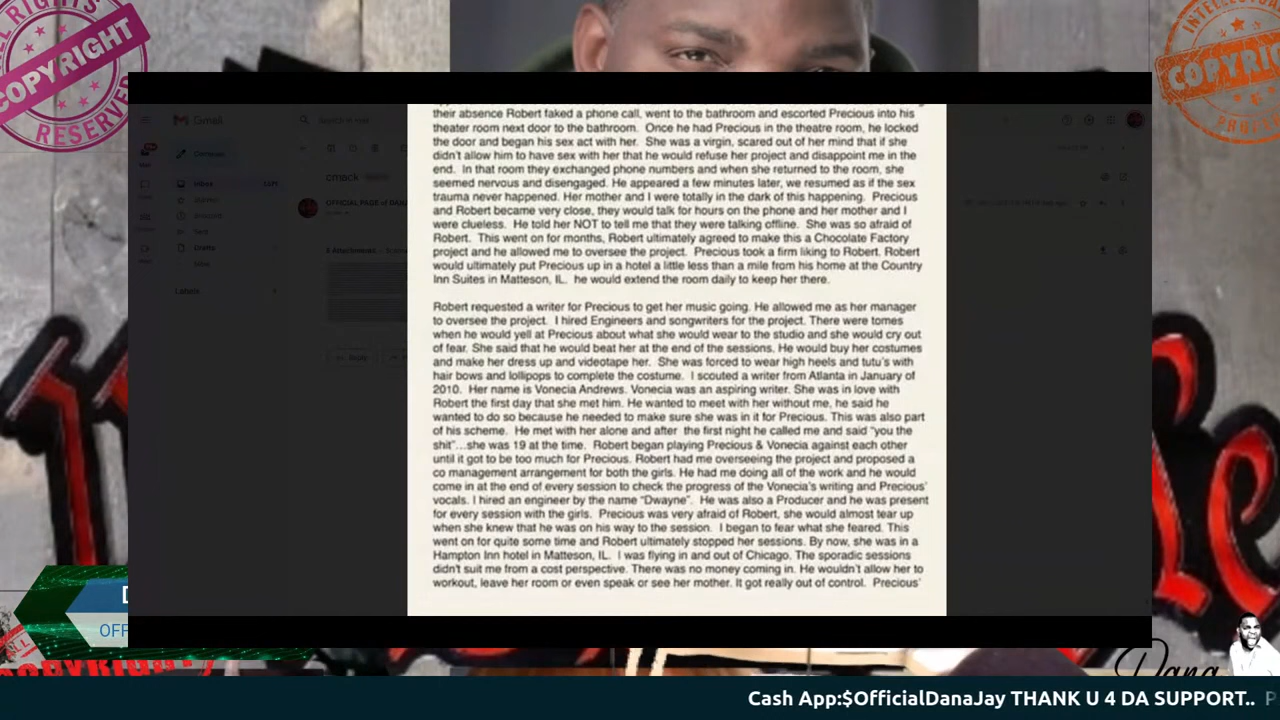 COPYRIGHT
RESERVED
COPYRIG
their absence Robert faked a phone call, went to the bathroom and escorted Precious into his
theater room next door to the bathroom. Once he had Precious in the theatre room, he locked
the door and began his sex act with her. She was a virgin, scared out of her mind that if she
didn't allow him to have sex with her that he would refuse her project and disappoint me in the
end. In that room they exchanged phone numbers and when she returned to the room, she
seemed nervous and disengaged. He appeared a few minutes later, we resumed as if the sex
trauma never happened. Her mother and I were totally in the dark of this happening. Precious
and Robert became very close, they would talk for hours on the phone and her mother and I
were clueless. He told her NOT to tell me that they were talking offline. She was so afraid of
Robert. This went on for months, Robert ultimately agreed to make this a Chocolate Factory
project and he allowed me to oversee the project. Precious took a firm liking to Robert. Robert
would ultimately put Precious up in a hotel a little less than a mile from his home at the Country
Inn Suites in Matteson, IL. he would extend the room daily to keep her there.
Robert requested a writer for Precious to get her music going. He allowed me as her manager
to oversee the project. I hired Engineers and songwriters for the project. There were tomes
when he would yell at Precious about what she would wear to the studio and she would cry out
of fear. She said that he would beat her at the end of the sessions. He would buy her costumes
and make her dress up and videotape her. She was forced to wear high heels and tutu's with
hair bows and lollipops to complete the costume. I scouted a writer from Atlanta in January of
2010. Her name is Vonecia Andrews. Vonecia was an aspiring writer. She was in love with
Robert the first day that she met him. He wanted to meet with her without me, he said he
wanted to do so because he needed to make sure she was in it for Precious. This was also part
of his scheme. He met with her alone and after the first night he called me and said "you the
shit"...she was 19 at the time. Robert began playing Precious & Vonecia against each other
until it got to be too much for Precious. Robert had me overseeing the project and proposed a
co management arrangement for both the girls. He had me doing all of the work and he would
come in at the end of every session to check the progress of the Vonecia's writing and Precious'
vocals. I hired an engineer by the name "Dwayne". He was also a Producer and he was present
for every session with the girls. Precious was very afraid of Robert, she would almost tear up
when she knew that he was on his way to the session. I began to fear what she feared. This
went on for quite some time and Robert ultimately stopped her sessions. By now, she was in a
Hampton Inn hotel in Matteson, IL. I was flying in and out of Chicago. The sporadic sessions
didn't suit me from a cost perspective. There was no money coming in. He wouldn't allow her to
workout, leave her room or even speak or see her mother. It got really out of control. Precious'
Gmail
Compose
Inbox
Drafts
Labels
cmack
OFFICIAL PAGE of DANA
OFF
Dana
Cash App:$OfficialDanaJay THANK U 4 DA SUPPORT.. P